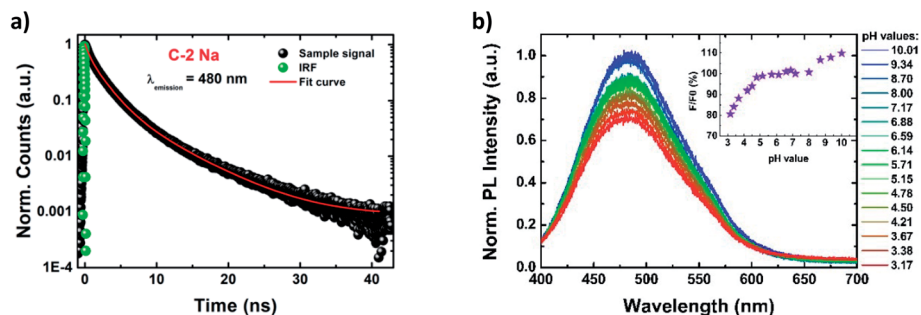 a)
C-2 Na
λemission = 480 nm
Sample signal
IRF
Fit curve
Norm. Counts (a.u.)
1
0.1
0.01
0.001
1E-4
0 10 20 30 40
Time (ns)
b)
Norm. PL Intensity (a.u.)
1.0
0.8
0.6
0.4
0.2
0.0
400 450 500 550 600 650 700
Wavelength (nm)
F/F0 (%)
110
100
90
80
70
3 4 5 6 7 8 9 10
pH value
pH values:
10.01
9.34
8.70
8.00
7.17
6.88
6.59
6.14
5.71
5.15
4.78
4.50
4.21
3.67
3.38
3.17